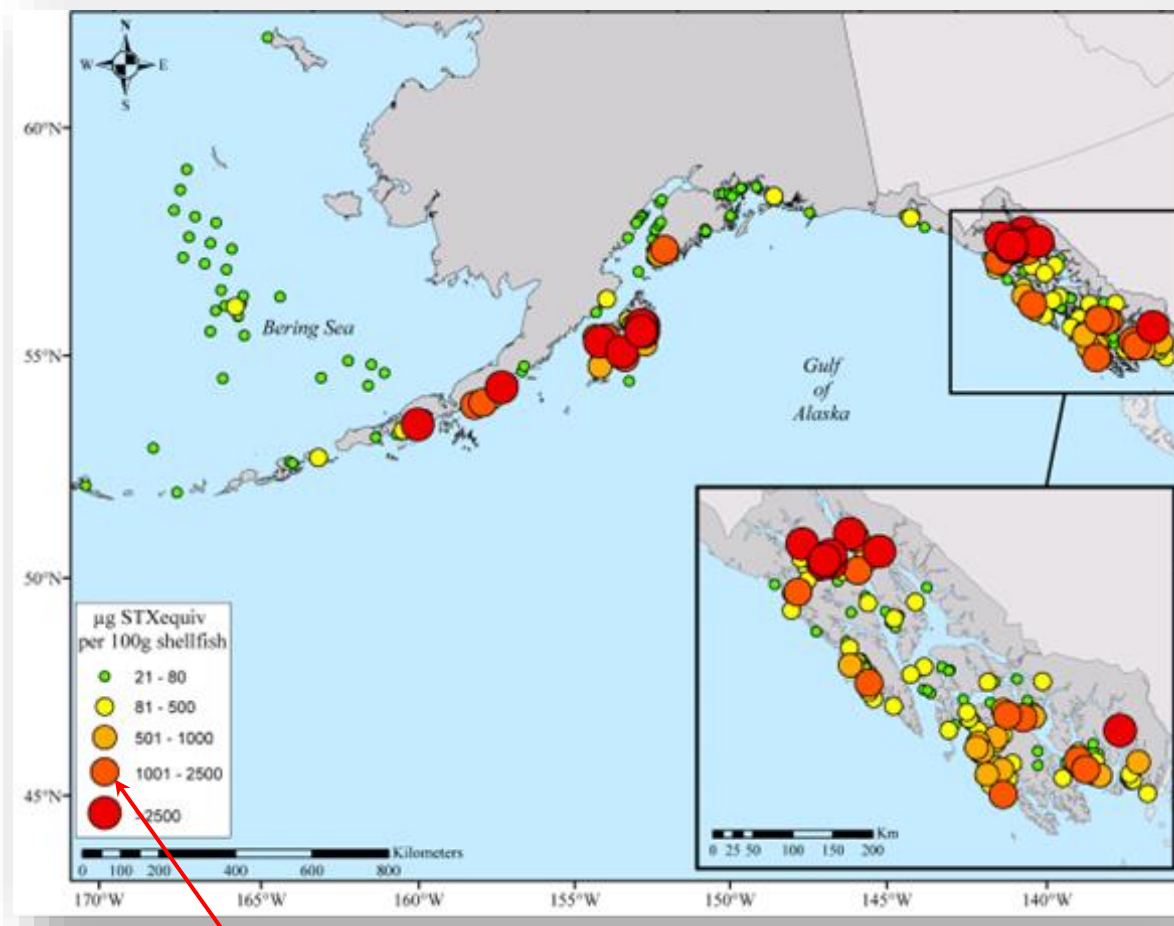 N
W E
S
60°N
55°N
50°N
45°N
Bering Sea
Gulf
of
Alaska
µg STXequiv
per 100g shellfish
21 - 80
81 - 500
501 - 1000
1001 - 2500
2500
Kilometers
0 100 200 400 600 800
Km
0 25 50 100 150 200
170°W 165°W 160°W 155°W 150°W 145°W 140°W